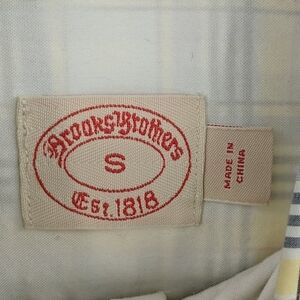 Brooks Brothers
S
Est. 1818
MADE IN
CHINA